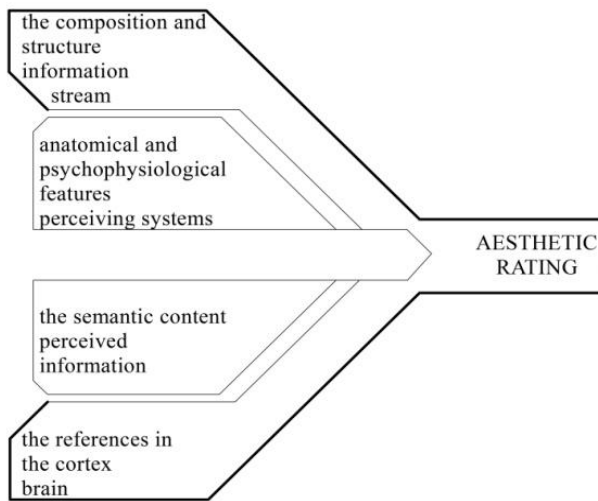 the composition and
structure
information
stream
anatomical and
psychophysiological
features
perceiving systems
AESTHETIC
RATING
the semantic content
perceived
information
the references in
the cortex
brain